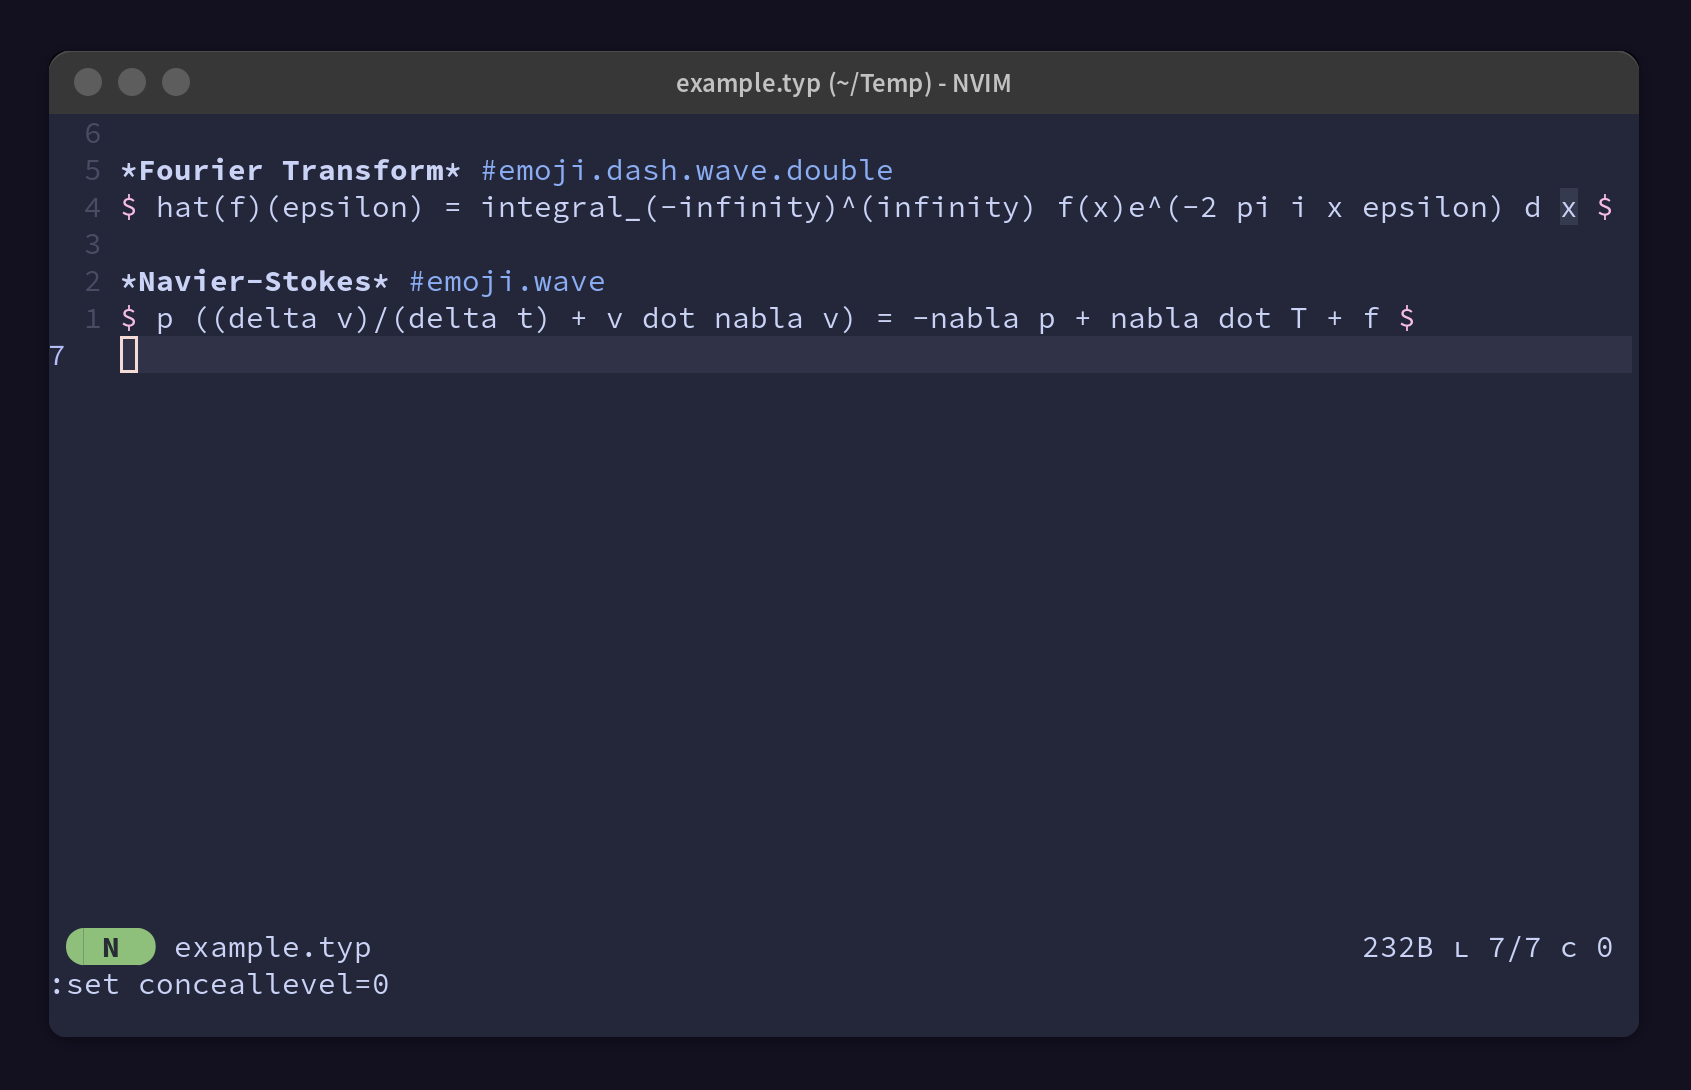 example.typ (~/Temp) - NVIM
6
5 *Fourier Transform* #emoji.dash.wave.double
4 $ hat(f)(epsilon) = integral_(-infinity)^(infinity) f(x)e^(-2 pi i x epsilon) d x $
3
2 *Navier-Stokes* #emoji.wave
1 $ p ((delta v)/(delta t) + v dot nabla v) = -nabla p + nabla dot T + f $
7
N example.typ 232B ʟ 7/7 c 0
:set conceallevel=0